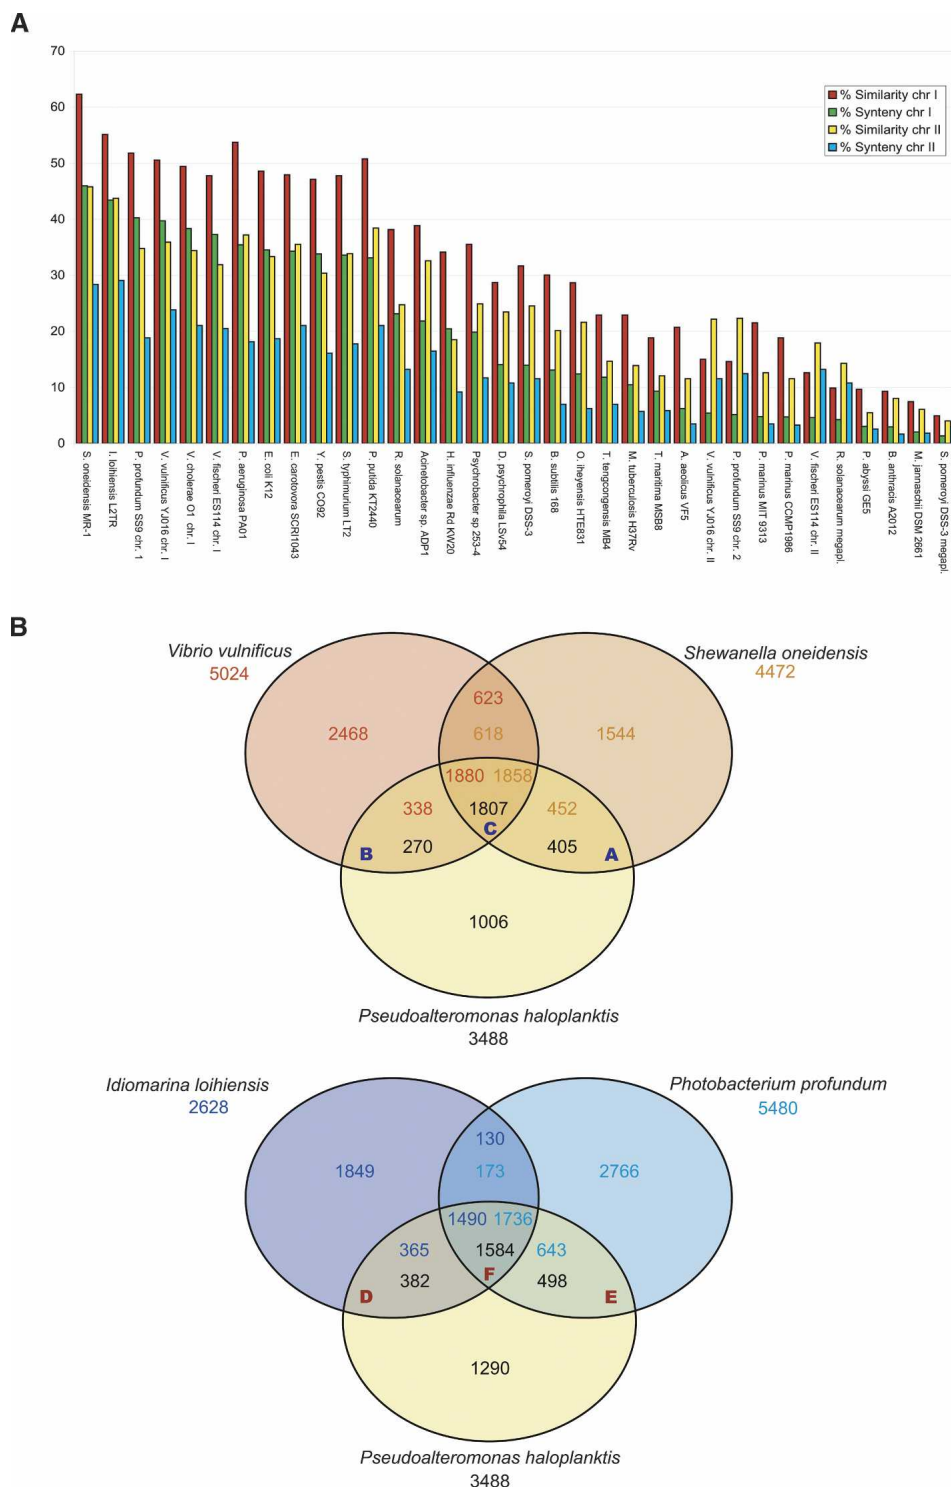 A
70
60
50
40
30
20
10
0
% Similarity chr I
% Synteny chr I
% Similarity chr II
% Synteny chr II
S. oneidensis MR-1
I. loihiensis L2TR
P. profundum SS9 chr. 1
V. vulnificus YJ016 chr. I
V. cholerae O1 chr. I
V. fischeri ES114 chr. I
P. aeruginosa PA01
E. coli K12
E. carotovora SCRI1043
Y. pestis CO92
S. typhimurium LT2
P. putida KT2440
R. solanacearum
Acinetobacter sp. ADP1
H. influenzae Rd KW20
Psychrobacter sp 253-4
D. psychrophila LSv54
S. pomeroyi DSS-3
B. subtilis 168
O. iheyensis HTE831
T. tengcongensis MB4
M. tuberculosis H37Rv
T. maritima MSB8
A. aeolicus VF5
V. vulnificus YJ016 chr. II
P. profundum SS9 chr. 2
P. marinus MIT 9313
P. marinus CCMP1986
V. fischeri ES114 chr. II
R. solanacearum megapl.
P. abyssi GE5
B. anthracis A2012
M. jannaschii DSM 2661
S. pomeroyi DSS-3 megapl.
B
Vibrio vulnificus
5024
Shewanella oneidensis
4472
623
2468
618
1544
1880 1858
338
1807
452
C
B
270
405
A
1006
Pseudoalteromonas haloplanktis
3488
Idiomarina loihiensis
2628
Photobacterium profundum
5480
130
1849
173
2766
1490 1736
365
1584
643
F
382
498
D
E
1290
Pseudoalteromonas haloplanktis
3488